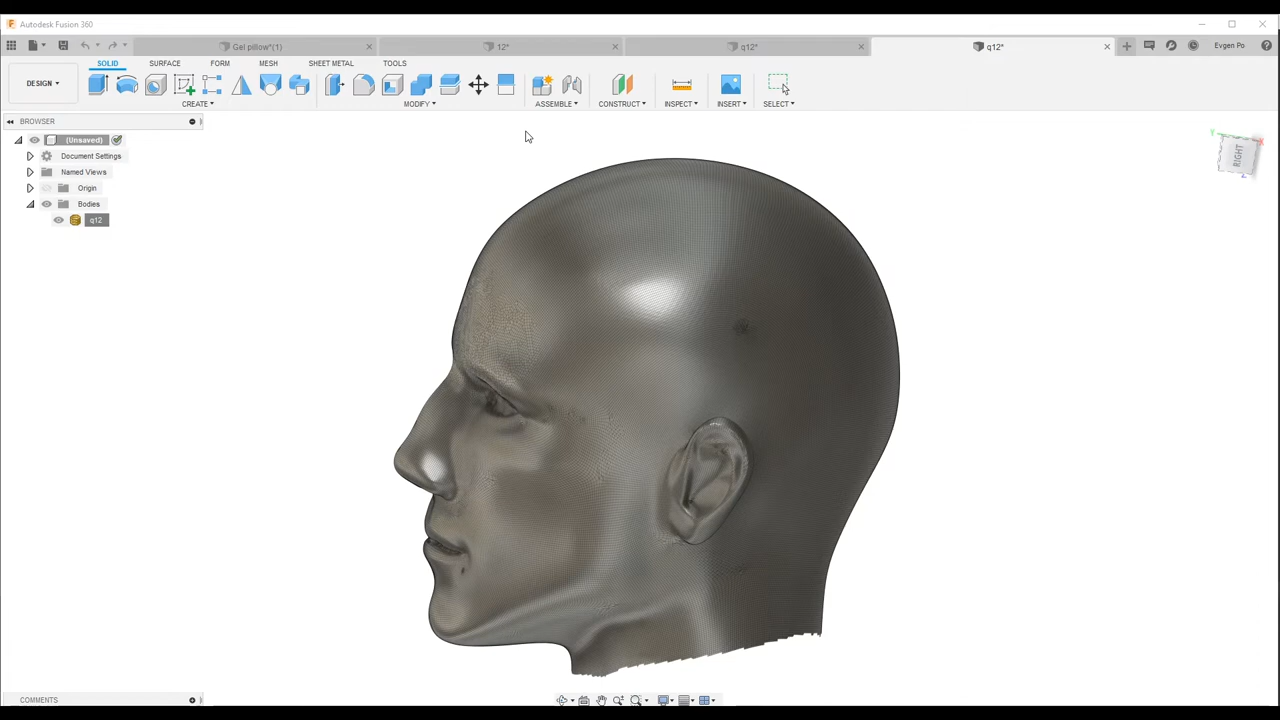 Autodesk Fusion 360
Gel pillow*(1)
12*
q12*
q12*
Evgen Po
DESIGN
SOLID
SURFACE
FORM
MESH
SHEET METAL
TOOLS
CREATE
MODIFY
ASSEMBLE
CONSTRUCT
INSPECT
INSERT
SELECT
BROWSER
(Unsaved)
Document Settings
Named Views
Origin
Bodies
q12
Y
X
Z
RIGHT
COMMENTS